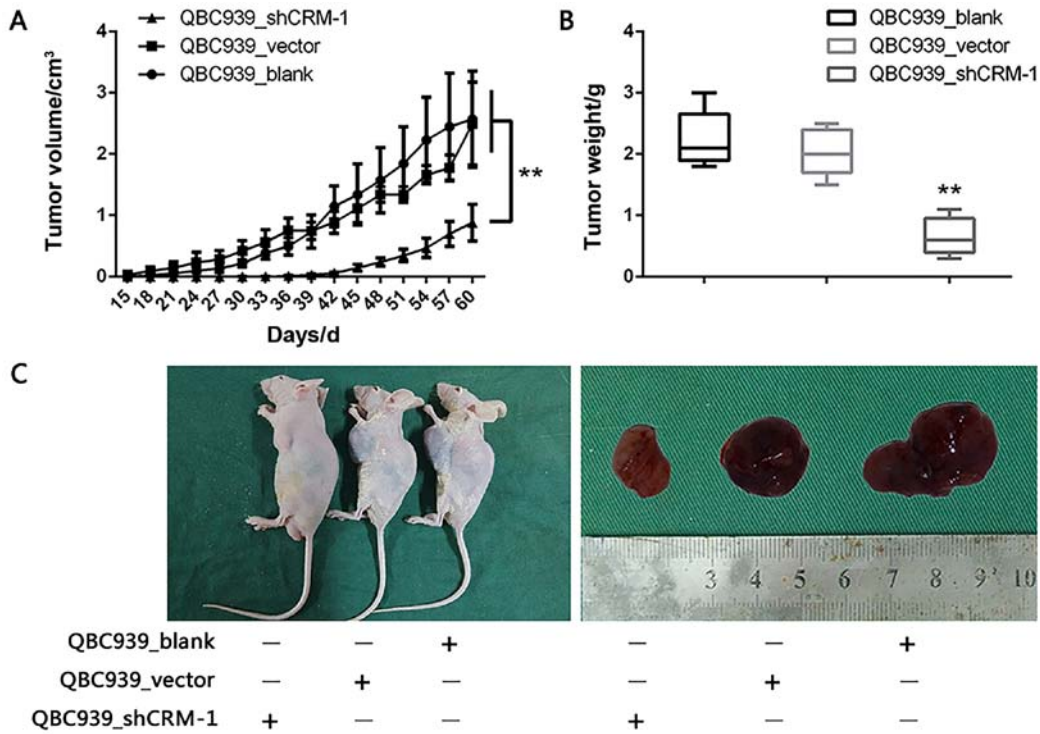 A
QBC939_shCRM-1
QBC939_vector
QBC939_blank
Tumor volume/cm³
4
3
2
1
0
**
15 18 21 24 27 30 33 36 39 42 45 48 51 54 57 60
Days/d
B
QBC939_blank
QBC939_vector
QBC939_shCRM-1
Tumor weight/g
4
3
2
1
0
**
C
3 4 5 6 7 8 9 10
QBC939_blank — — + — — +
QBC939_vector — + — — + —
QBC939_shCRM-1 + — — + — —